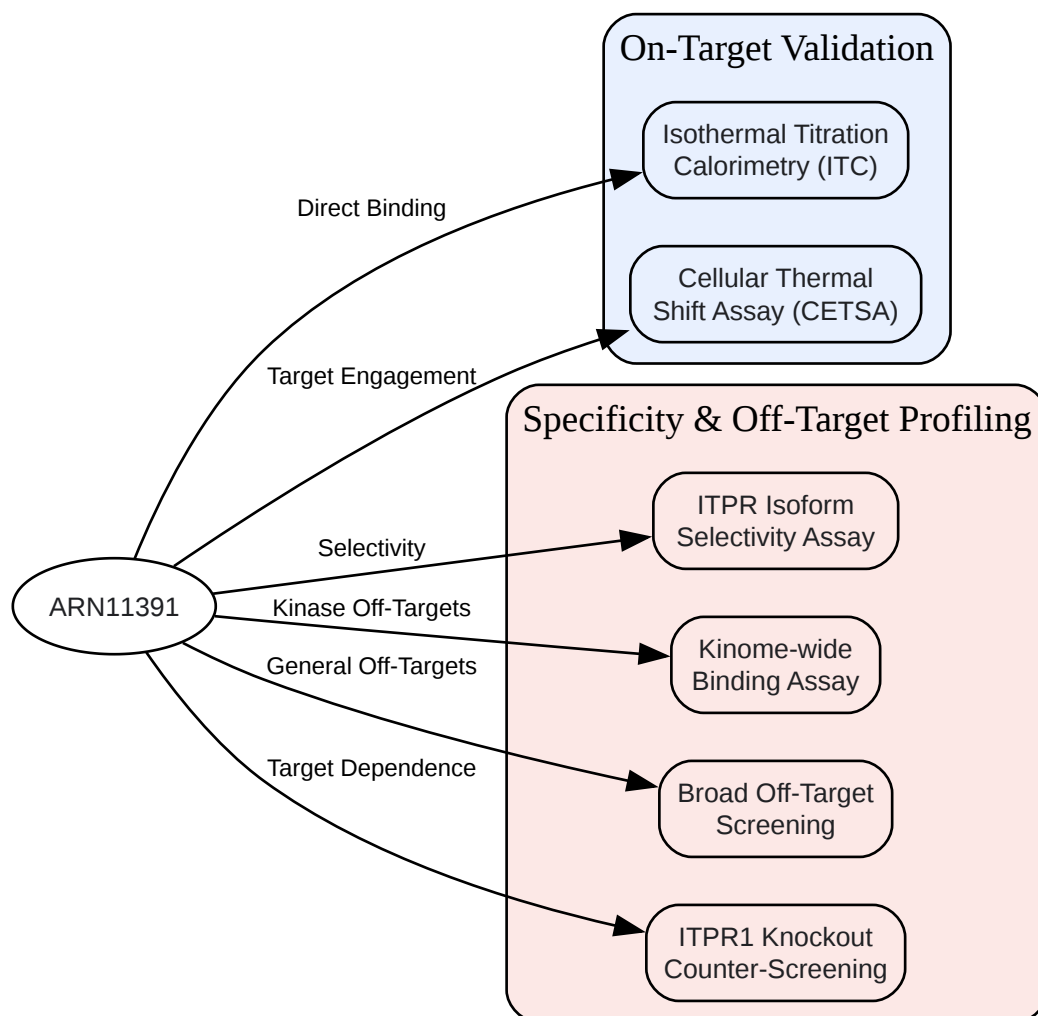 On-Target Validation
Isothermal Titration
Calorimetry (ITC)
Direct Binding
Cellular Thermal
Shift Assay (CETSA)
Target Engagement
Specificity & Off-Target Profiling
ITPR Isoform
Selectivity Assay
Selectivity
ARN11391
Kinase Off-Targets
Kinome-wide
Binding Assay
General Off-Targets
Target Dependence
Broad Off-Target
Screening
ITPR1 Knockout
Counter-Screening